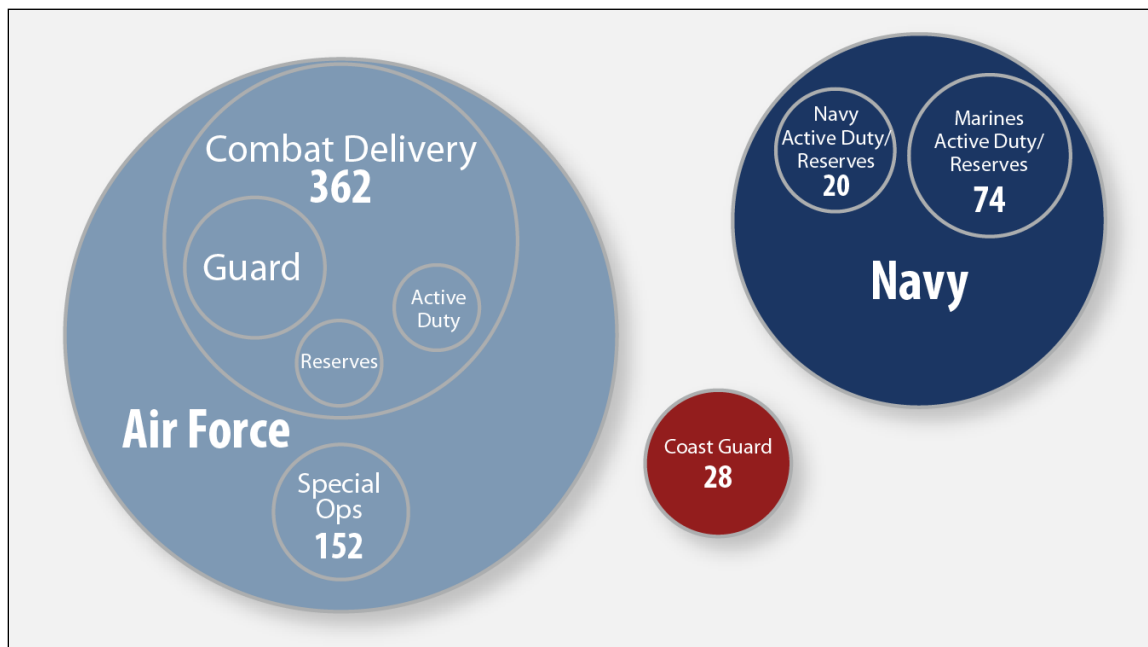 Combat Delivery
362
Guard
Active
Duty
Reserves
Air Force
Special
Ops
152
Navy
Active Duty/
Reserves
20
Marines
Active Duty/
Reserves
74
Navy
Coast Guard
28